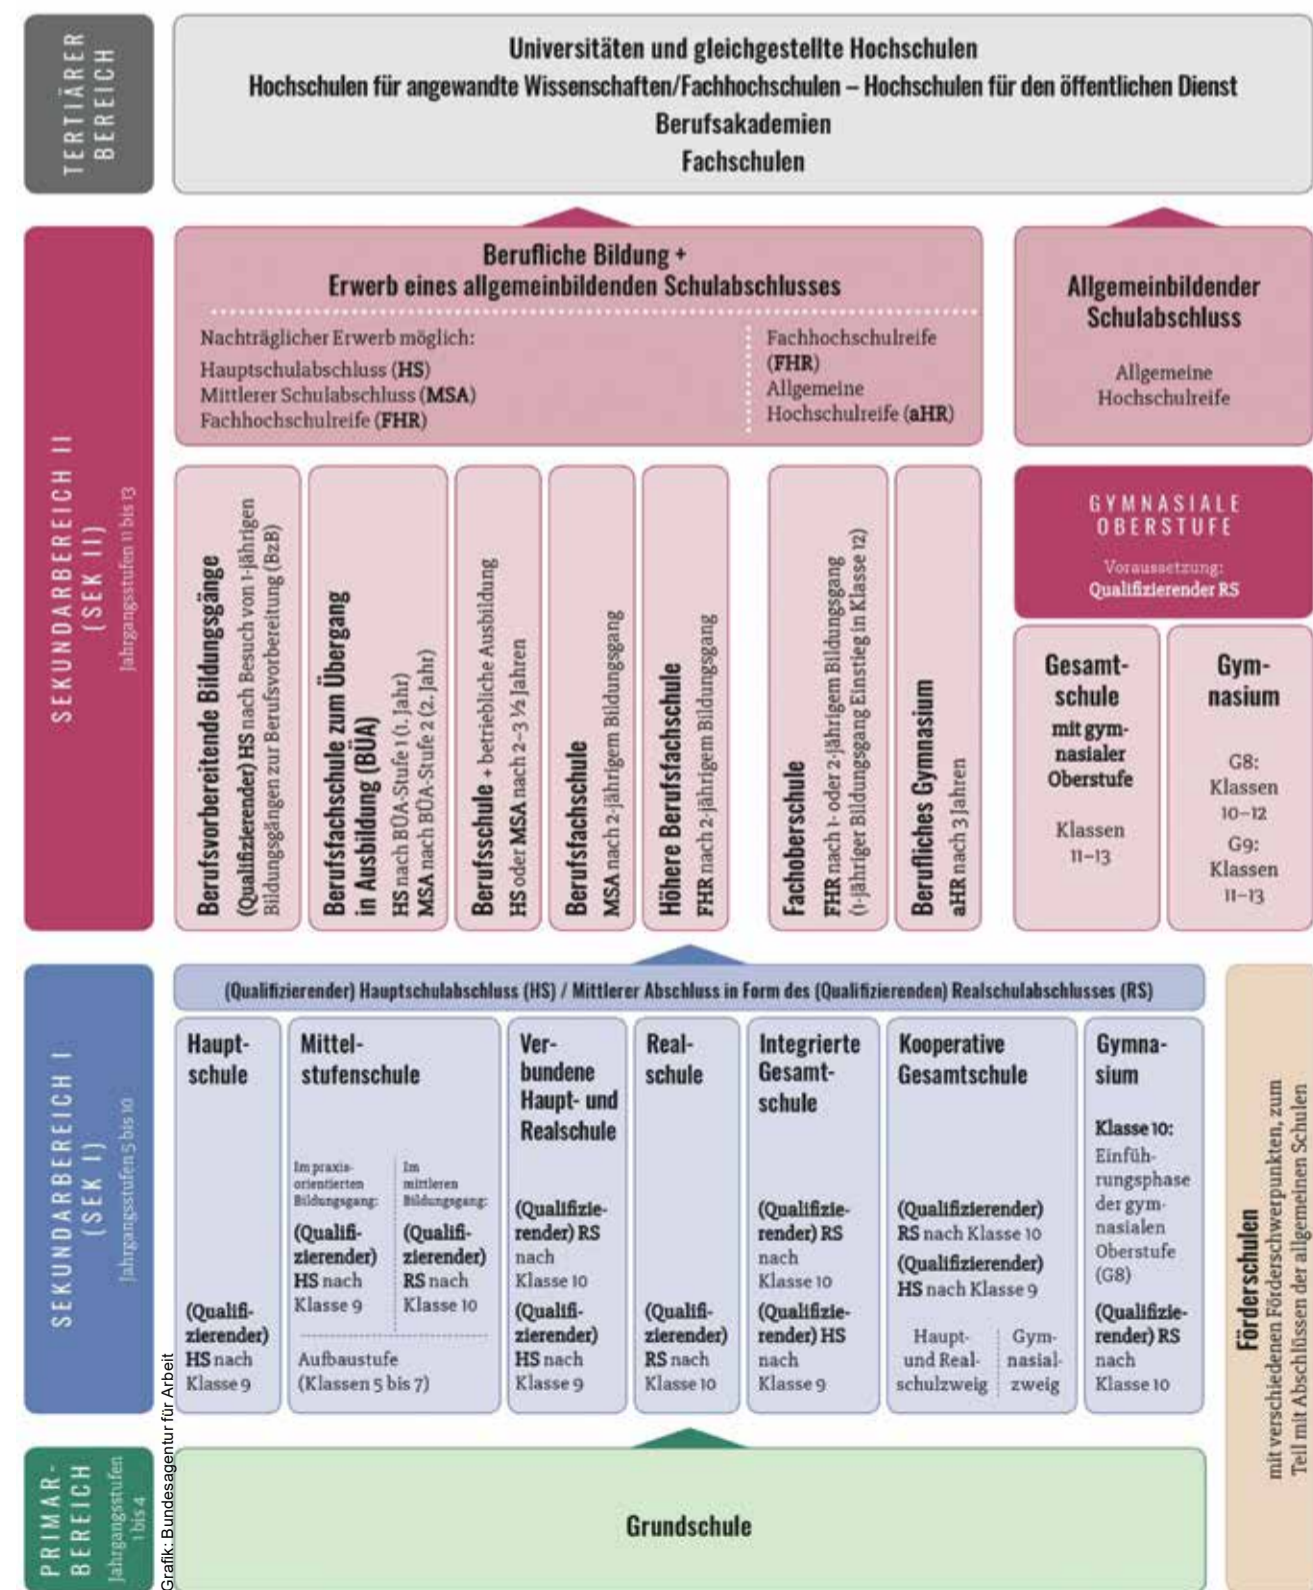 TERTIÄRER
BEREICH
Universitäten und gleichgestellte Hochschulen
Hochschulen für angewandte Wissenschaften/Fachhochschulen – Hochschulen für den öffentlichen Dienst
Berufsakademien
Fachschulen
SEKUNDARBEREICH II
(SEK II)
Jahrgangsstufen 11 bis 13
Berufliche Bildung +
Erwerb eines allgemeinbildenden Schulabschlusses
Nachträglicher Erwerb möglich:
Hauptschulabschluss (HS)
Mittlerer Schulabschluss (MSA)
Fachhochschulreife (FHR)
Fachhochschulreife
(FHR)
Allgemeine
Hochschulreife (aHR)
Allgemeinbildender
Schulabschluss
Allgemeine
Hochschulreife
Berufsvorbereitende Bildungsgänge
(Qualifizierender) HS nach Besuch von 1-jährigen
Bildungsgängen zur Berufsvorbereitung (BzB)
Berufsfachschule zum Übergang
in Ausbildung (BÜA)
HS nach BÜA-Stufe 1 (1. Jahr)
MSA nach BÜA-Stufe 2 (2. Jahr)
Berufsschule + betriebliche Ausbildung
HS oder MSA nach 2–3 ½ Jahren
Berufsfachschule
MSA nach 2-jährigem Bildungsgang
Höhere Berufsfachschule
FHR nach 2-jährigem Bildungsgang
Fachoberschule
FHR nach 1- oder 2-jährigem Bildungsgang
(1-jähriger Bildungsgang Einstieg in Klasse 12)
Berufliches Gymnasium
aHR nach 3 Jahren
GYMNASIALE
OBERSTUFE
Voraussetzung:
Qualifizierender RS
Gesamt-
schule
mit gym-
nasialer
Oberstufe
Klassen
11–13
Gym-
nasium
G8:
Klassen
10–12
G9:
Klassen
11–13
SEKUNDARBEREICH I
(SEK I)
Jahrgangsstufen 5 bis 10
(Qualifizierender) Hauptschulabschluss (HS) / Mittlerer Abschluss in Form des (Qualifizierenden) Realschulabschlusses (RS)
Haupt-
schule
(Qualifi-
zierender)
HS nach
Klasse 9
Mittel-
stufenschule
Im praxis-
orientierten
Bildungsgang:
(Qualifi-
zierender)
HS nach
Klasse 9
Im
mittleren
Bildungsgang:
(Qualifi-
zierender)
RS nach
Klasse 10
Aufbaustufe
(Klassen 5 bis 7)
Ver-
bundene
Haupt- und
Realschule
(Qualifizie-
render) RS
nach
Klasse 10
(Qualifi-
zierender)
HS nach
Klasse 9
Real-
schule
(Qualifi-
zierender)
RS nach
Klasse 10
Integrierte
Gesamt-
schule
(Qualifizie-
render) RS
nach
Klasse 10
(Qualifizie-
render) HS
nach
Klasse 9
Kooperative
Gesamtschule
(Qualifizierender)
RS nach Klasse 10
(Qualifizierender)
HS nach Klasse 9
Haupt-
und Real-
schulzweig
Gym-
nasial-
zweig
Gymna-
sium
Klasse 10:
Einfüh-
rungsphase
der gym-
nasialen
Oberstufe
(G8)
(Qualifizie-
render) RS
nach
Klasse 10
Förderschulen
mit verschiedenen Förderschwerpunkten, zum
Teil mit Abschlüssen der allgemeinen Schulen
PRIMAR-
BEREICH
Jahrgangsstufen
1 bis 4
Grafik: Bundesagentur für Arbeit
Grundschule